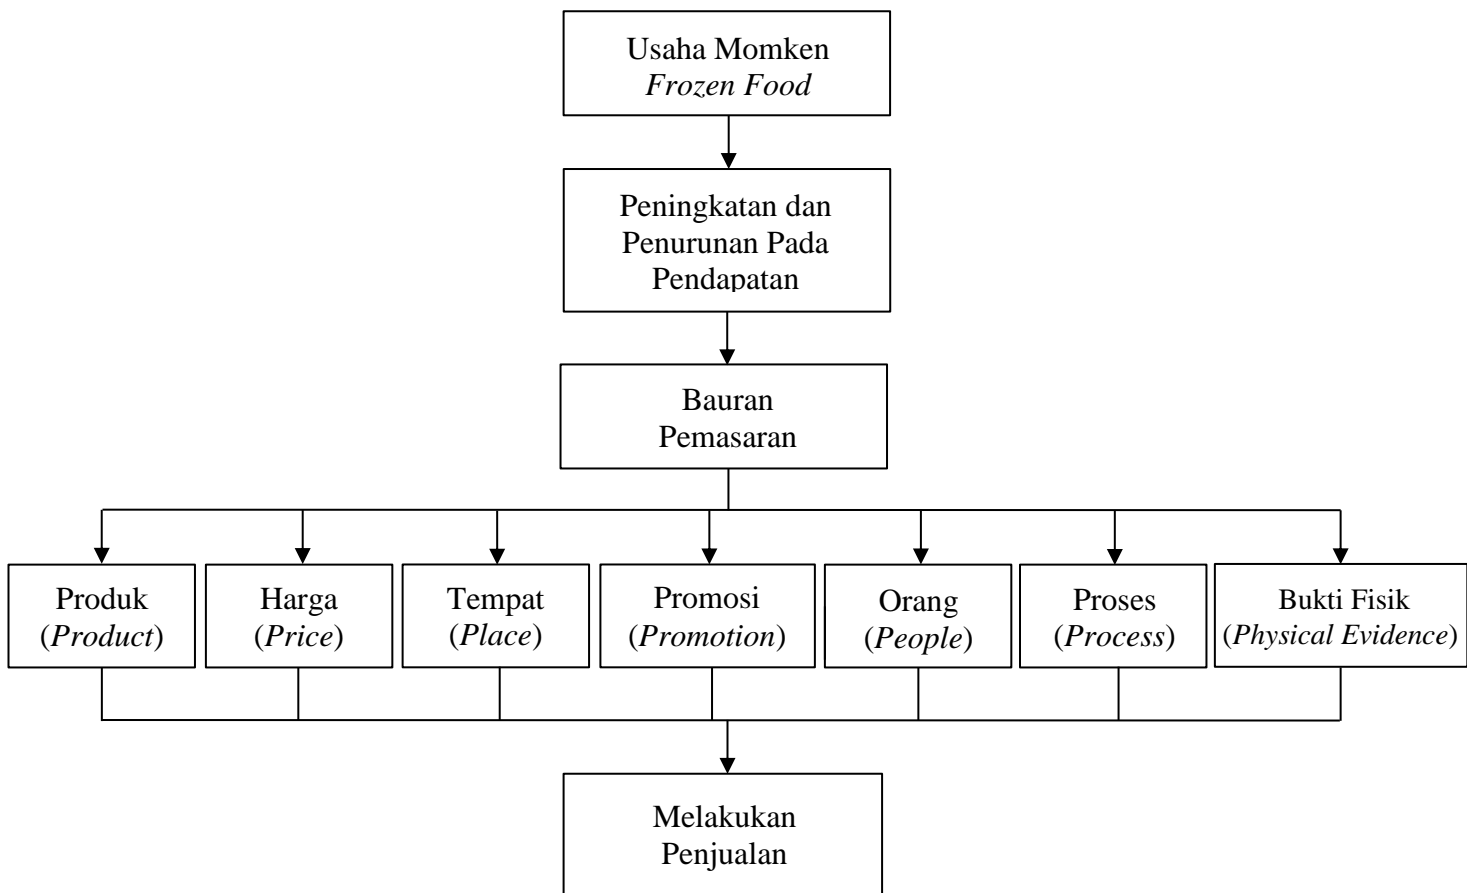 Usaha Momken
Frozen Food
Peningkatan dan
Penurunan Pada
Pendapatan
Bauran
Pemasaran
Produk
(Product)
Harga
(Price)
Tempat
(Place)
Promosi
(Promotion)
Orang
(People)
Proses
(Process)
Bukti Fisik
(Physical Evidence)
Melakukan
Penjualan